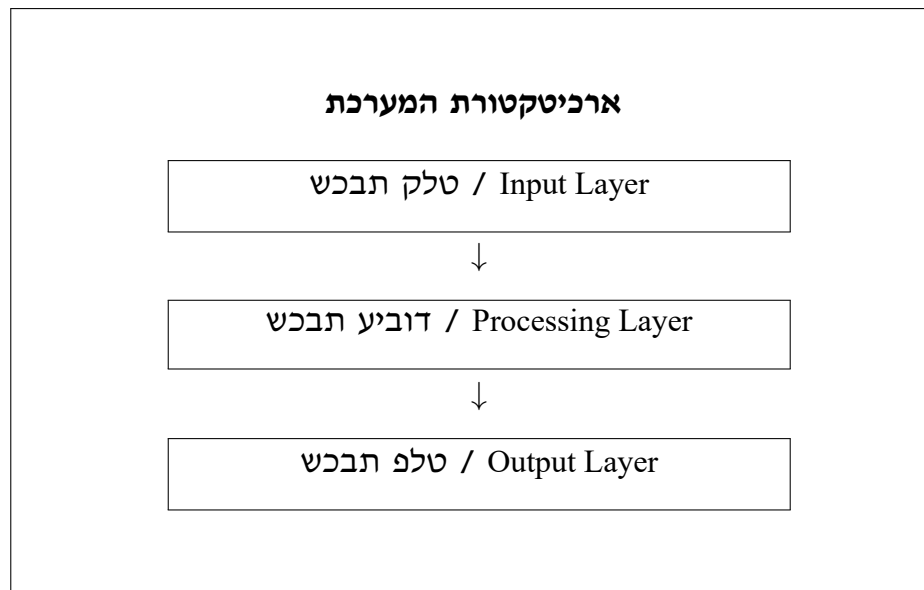 ארכיטקטורת המערכת
טלק תבכש / Input Layer
↓
דוביע תבכש / Processing Layer
↓
טלפ תבכש / Output Layer